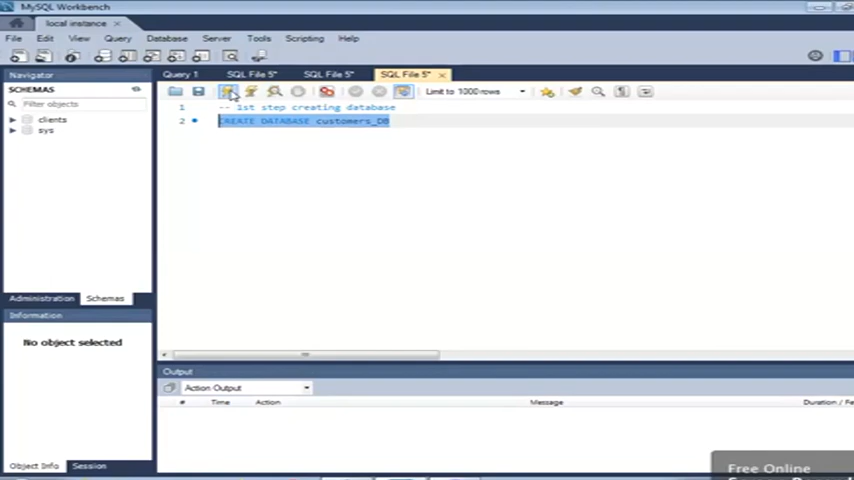 MySQL Workbench
local instance
File Edit View Query Database Server Tools Scripting Help
Navigator
Query 1 SQL File 5* SQL File 5* SQL File 5*
SCHEMAS
Limit to 1000 rows
Filter objects
1 -- 1st step creating database
2 CREATE DATABASE customers_DB
clients
sys
Administration Schemas
Information
No object selected
Output
Action Output
# Time Action Message Duration / Fe
Object Info Session
Free Online